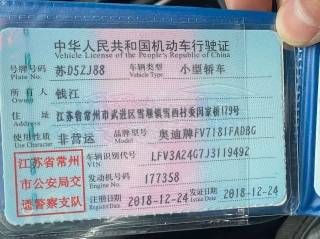 中华人民共和国机动车行驶证
Vehicle License of the People's Republic of China
号牌号码 苏D5ZJ88 车辆类型 小型轿车
Plate No. Vehicle Type
所有人 钱江
Owner
住址 江苏省常州市武进区雪堰镇雪西村委闵家桥179号
Address
使用性质 非营运 品牌型号 奥迪牌FV7181FADBG
Use Character Model
江苏省常州市公安局交通警察支队
车辆识别代号 LFV3A24G7J3119492
VIN
发动机号码 177358
Engine No.
注册日期 2018-12-24 发证日期 2018-12-24
Register Date Issue Date